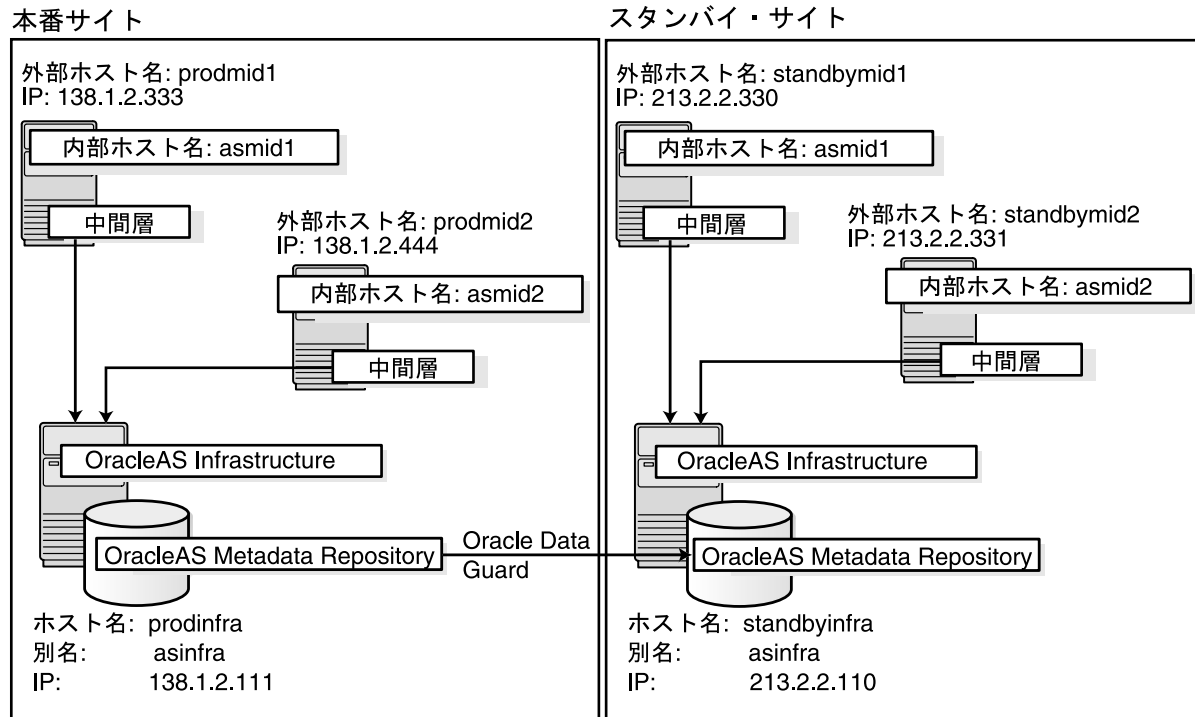 本番サイト
外部ホスト名: prodmid1
IP: 138.1.2.333
内部ホスト名: asmid1
中間層
外部ホスト名: prodmid2
IP: 138.1.2.444
内部ホスト名: asmid2
中間層
OracleAS Infrastructure
OracleAS Metadata Repository
Oracle Data
Guard
ホスト名: prodinfra
別名: asinfra
IP: 138.1.2.111
スタンバイ・サイト
外部ホスト名: standbymid1
IP: 213.2.2.330
内部ホスト名: asmid1
中間層
外部ホスト名: standbymid2
IP: 213.2.2.331
内部ホスト名: asmid2
中間層
OracleAS Infrastructure
OracleAS Metadata Repository
ホスト名: standbyinfra
別名: asinfra
IP: 213.2.2.110